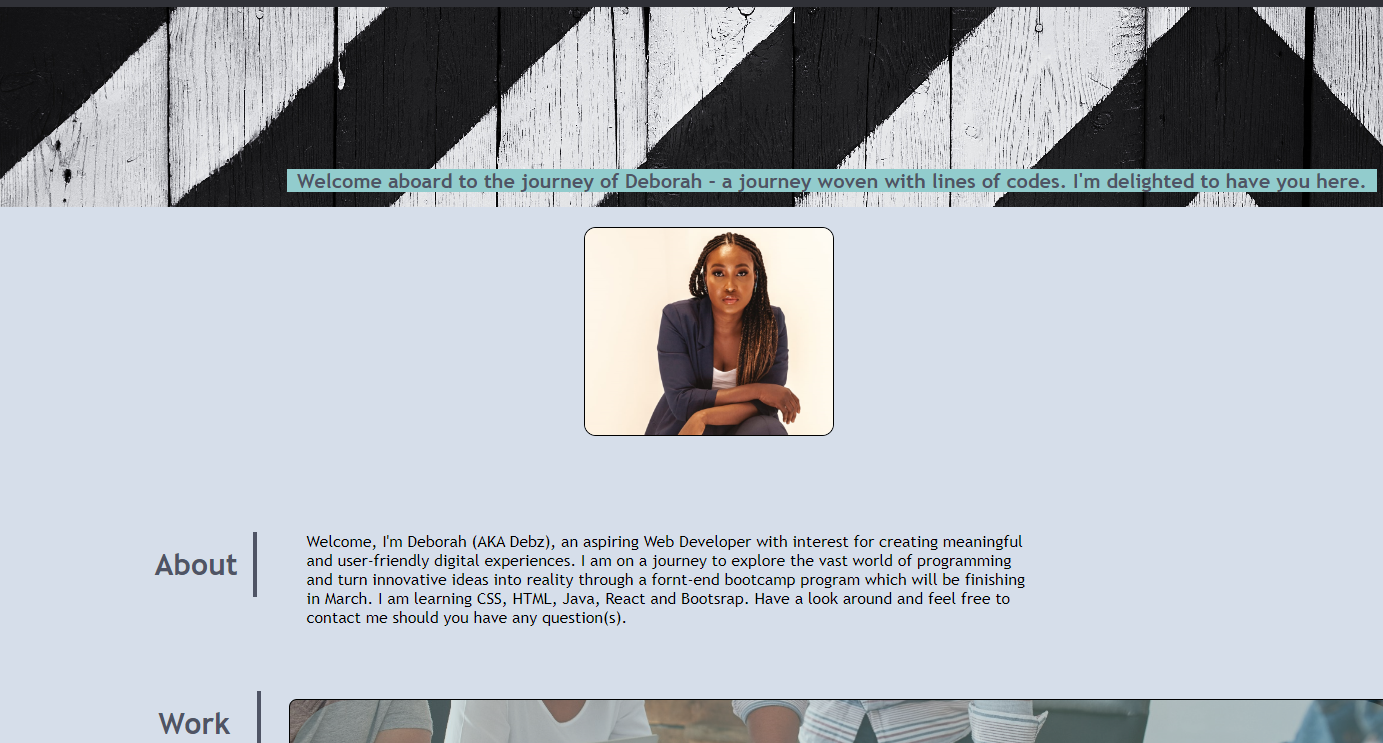 Welcome aboard to the journey of Deborah - a journey woven with lines of codes. I'm delighted to have you here.
About
Welcome, I'm Deborah (AKA Debz), an aspiring Web Developer with interest for creating meaningful
and user-friendly digital experiences. I am on a journey to explore the vast world of programming
and turn innovative ideas into reality through a fornt-end bootcamp program which will be finishing
in March. I am learning CSS, HTML, Java, React and Bootsrap. Have a look around and feel free to
contact me should you have any question(s).
Work